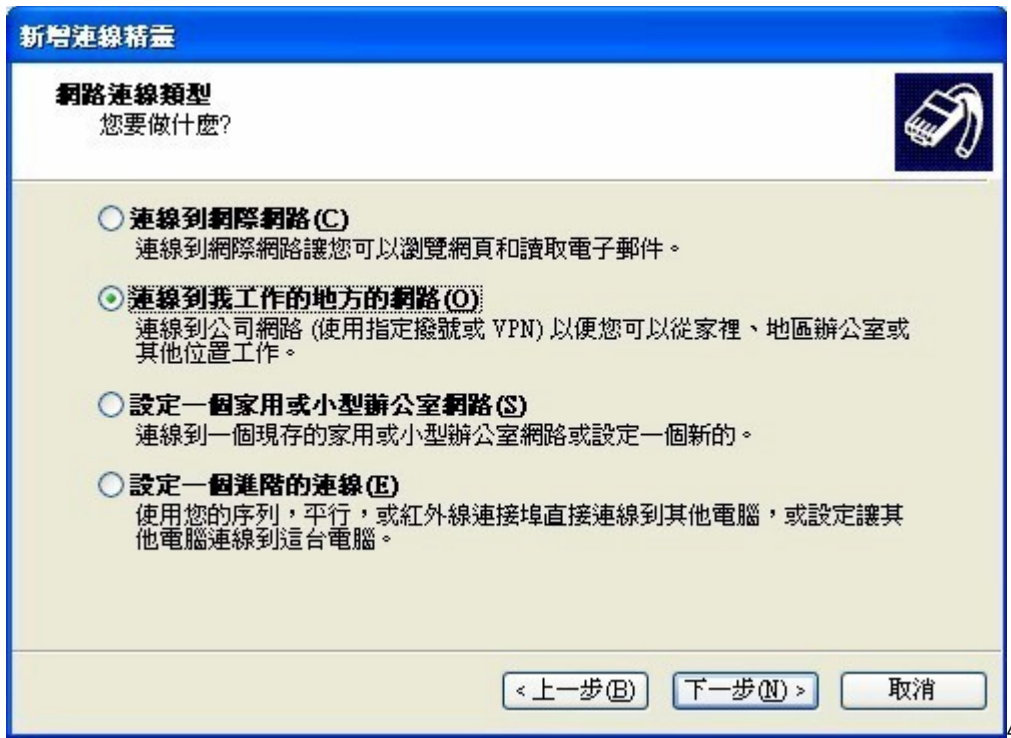 新增連線精靈
網路連線類型
您要做什麼?
連線到網際網路(C)
連線到網際網路讓您可以瀏覽網頁和讀取電子郵件。
連線到我工作的地方的網路(O)
連線到公司網路 (使用指定撥號或 VPN) 以便您可以從家裡、地區辦公室或
其他位置工作。
設定一個家用或小型辦公室網路(S)
連線到一個現存的家用或小型辦公室網路或設定一個新的。
設定一個進階的連線(E)
使用您的序列，平行，或紅外線連接埠直接連線到其他電腦，或設定讓其
他電腦連線到這台電腦。
<上一步(B) 下一步(N)> 取消